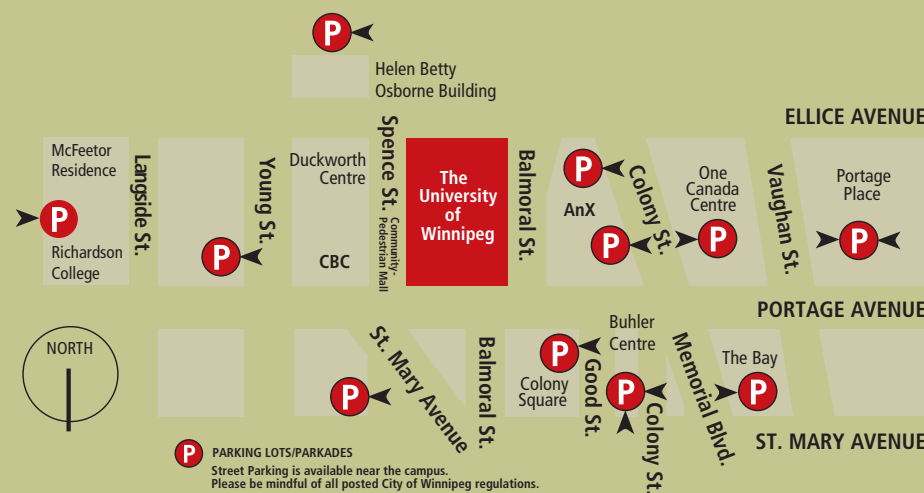 P
Helen Betty
Osborne Building
ELLICE AVENUE
McFeetor
Residence
P
Richardson
College
Langside St.
P
Young St.
Duckworth
Centre
CBC
Spence St.
Community-
Pedestrian Mall
The
University
of
Winnipeg
Balmoral St.
P
AnX
P
Colony St.
One
Canada
Centre
P
Vaughan St.
Portage
Place
P
PORTAGE AVENUE
NORTH
P
St. Mary Avenue
Balmoral St.
P
Colony
Square
Good St.
Buhler
Centre
P
Colony St.
Memorial Blvd.
The Bay
P
ST. MARY AVENUE
P PARKING LOTS/PARKADES
Street Parking is available near the campus.
Please be mindful of all posted City of Winnipeg regulations.